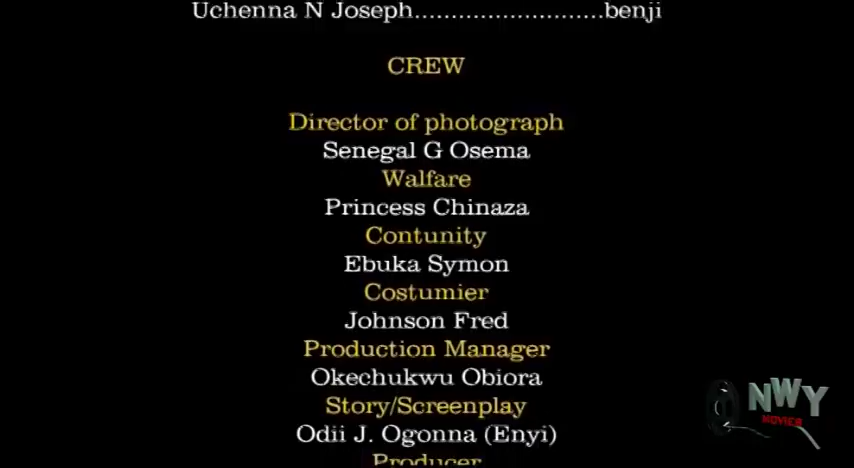 Uchenna N Joseph..........................benji
CREW
Director of photograph
Senegal G Osema
Walfare
Princess Chinaza
Contunity
Ebuka Symon
Costumier
Johnson Fred
Production Manager
Okechukwu Obiora
Story/Screenplay
Odii J. Ogonna (Enyi)
Producer
NWY
MOVIES